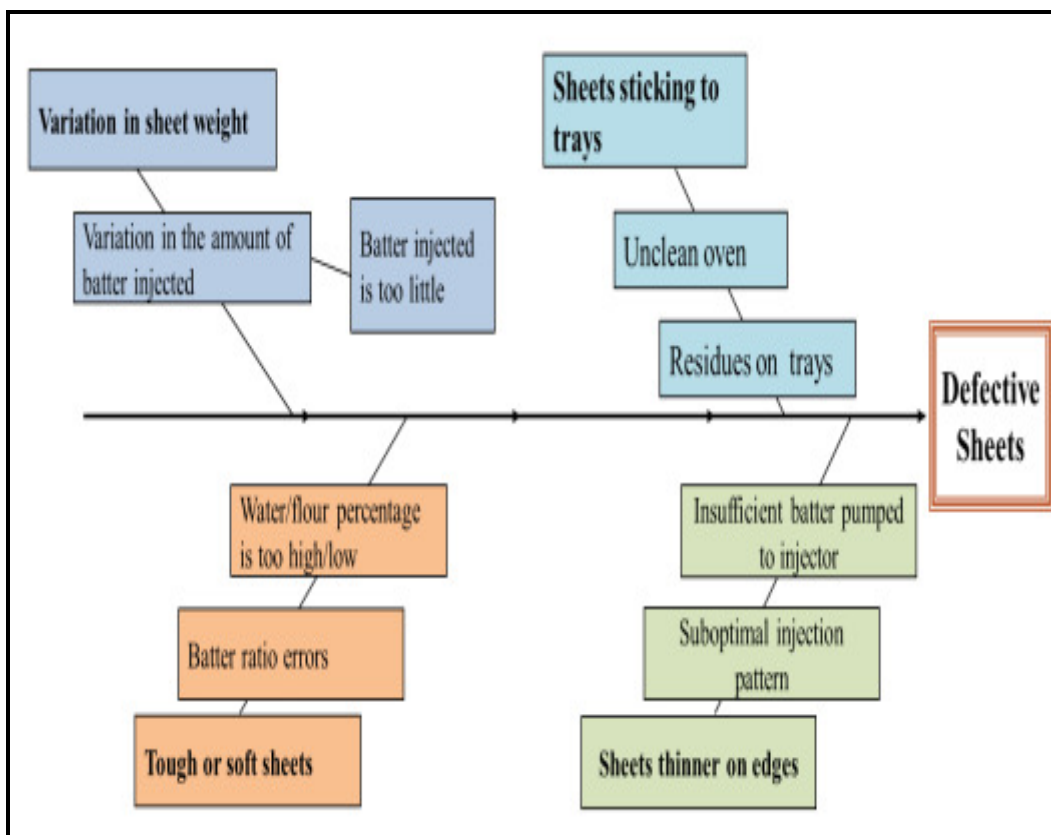 Variation in sheet weight
Variation in the amount of
batter injected
Batter injected
is too little
Sheets sticking to
trays
Unclean oven
Residues on trays
Defective
Sheets
Water/flour percentage
is too high/low
Batter ratio errors
Tough or soft sheets
Insufficient batter pumped
to injector
Suboptimal injection
pattern
Sheets thinner on edges